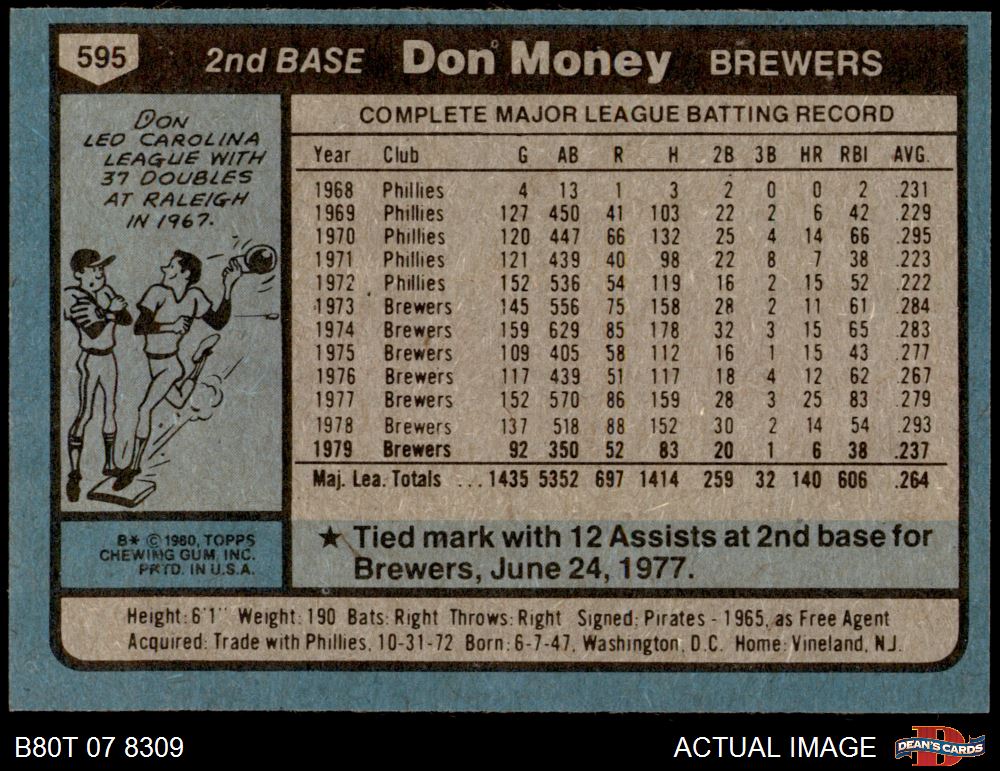 595 2nd BASE Don Money BREWERS
DON
LED CAROLINA
LEAGUE WITH
37 DOUBLES
AT RALEIGH
IN 1967.
B* © 1980, TOPPS
CHEWING GUM, INC.
PRTD. IN U.S.A.
COMPLETE MAJOR LEAGUE BATTING RECORD
Year Club G AB R H 2B 3B HR RBI AVG.
1968 Phillies 4 13 1 3 2 0 0 2 .231
1969 Phillies 127 450 41 103 22 2 6 42 .229
1970 Phillies 120 447 66 132 25 4 14 66 .295
1971 Phillies 121 439 40 98 22 8 7 38 .223
1972 Phillies 152 536 54 119 16 2 15 52 .222
1973 Brewers 145 556 75 158 28 2 11 61 .284
1974 Brewers 159 629 85 178 32 3 15 65 .283
1975 Brewers 109 405 58 112 16 1 15 43 .277
1976 Brewers 117 439 51 117 18 4 12 62 .267
1977 Brewers 152 570 86 159 28 3 25 83 .279
1978 Brewers 137 518 88 152 30 2 14 54 .293
1979 Brewers 92 350 52 83 20 1 6 38 .237
Maj. Lea. Totals ... 1435 5352 697 1414 259 32 140 606 .264
★ Tied mark with 12 Assists at 2nd base for
Brewers, June 24, 1977.
Height: 6'1" Weight: 190 Bats: Right Throws: Right Signed: Pirates - 1965, as Free Agent
Acquired: Trade with Phillies, 10-31-72 Born: 6-7-47, Washington, D.C. Home: Vineland, N.J.
B80T 07 8309 ACTUAL IMAGE DEAN'S CARDS